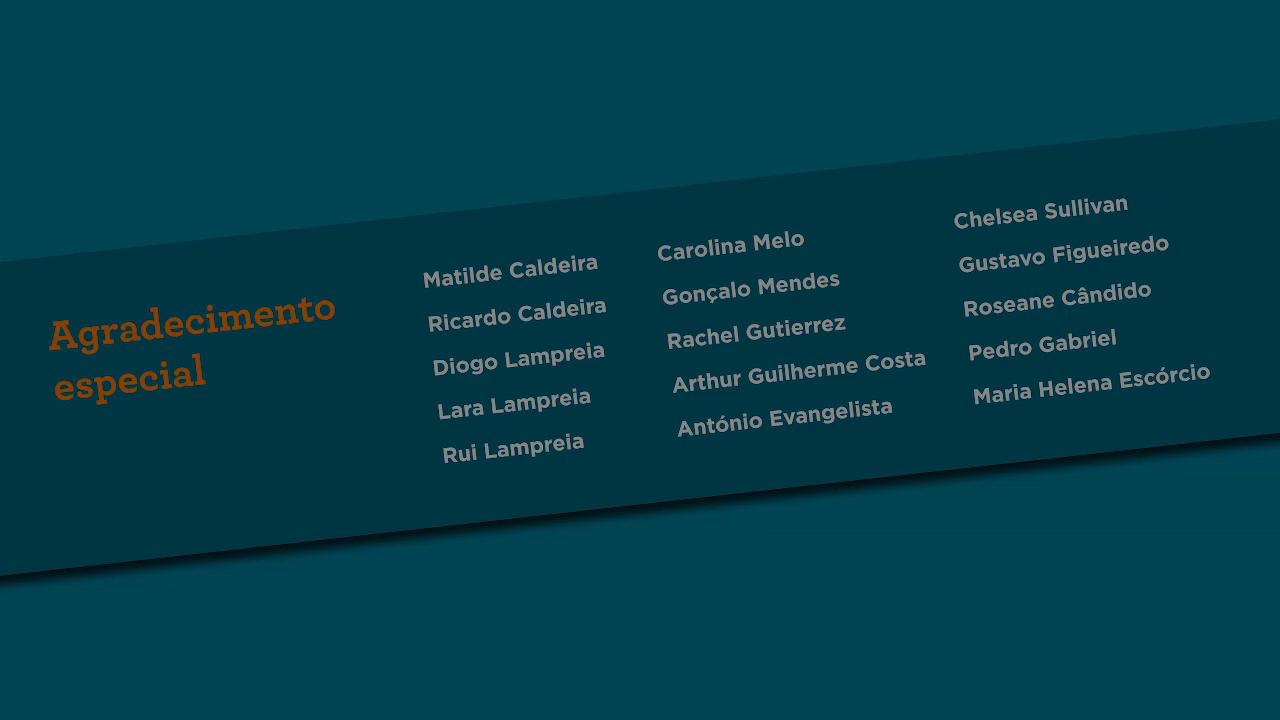 Agradecimento
especial
Matilde Caldeira
Ricardo Caldeira
Diogo Lampreia
Lara Lampreia
Rui Lampreia
Carolina Melo
Gonçalo Mendes
Rachel Gutierrez
Arthur Guilherme Costa
António Evangelista
Chelsea Sullivan
Gustavo Figueiredo
Roseane Cândido
Pedro Gabriel
Maria Helena Escórcio